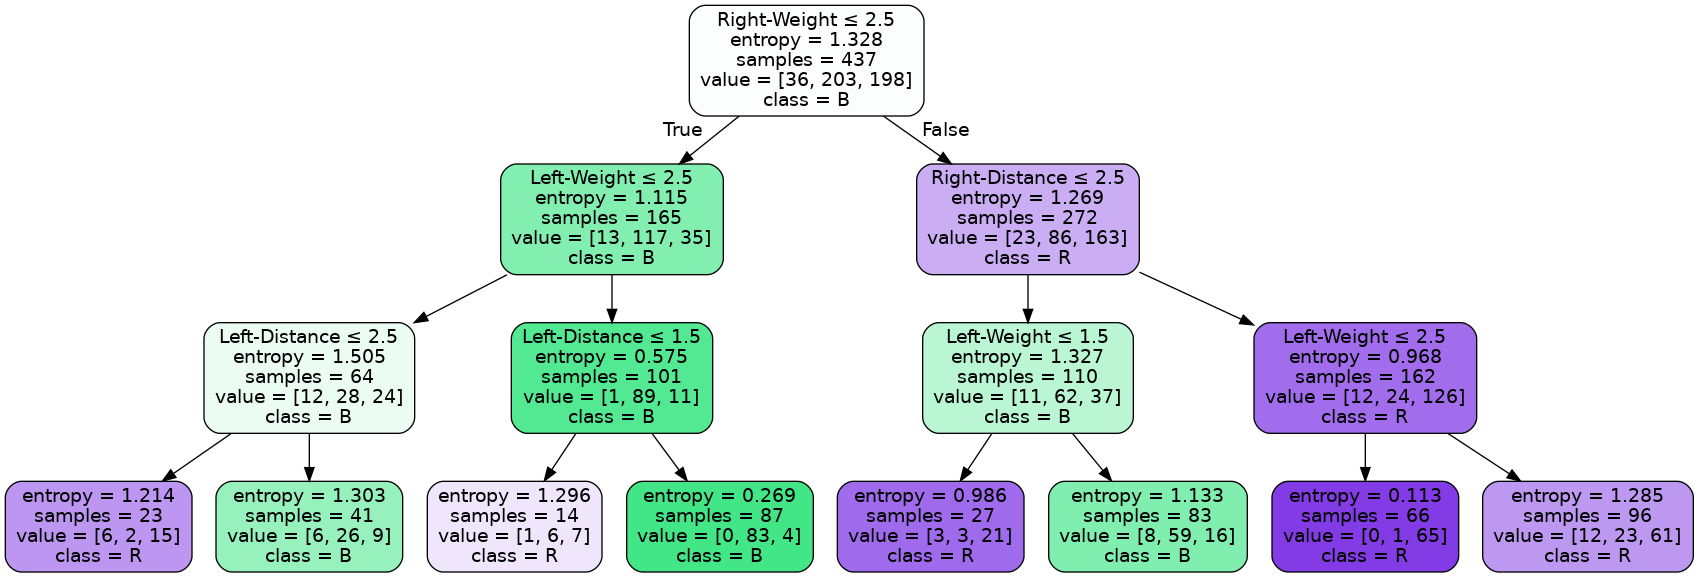 Right-Weight ≤ 2.5
entropy = 1.328
samples = 437
value = [36, 203, 198]
class = B
True
False
Left-Weight ≤ 2.5
entropy = 1.115
samples = 165
value = [13, 117, 35]
class = B
Right-Distance ≤ 2.5
entropy = 1.269
samples = 272
value = [23, 86, 163]
class = R
Left-Distance ≤ 2.5
entropy = 1.505
samples = 64
value = [12, 28, 24]
class = B
Left-Distance ≤ 1.5
entropy = 0.575
samples = 101
value = [1, 89, 11]
class = B
Left-Weight ≤ 1.5
entropy = 1.327
samples = 110
value = [11, 62, 37]
class = B
Left-Weight ≤ 2.5
entropy = 0.968
samples = 162
value = [12, 24, 126]
class = R
entropy = 1.214
samples = 23
value = [6, 2, 15]
class = R
entropy = 1.303
samples = 41
value = [6, 26, 9]
class = B
entropy = 1.296
samples = 14
value = [1, 6, 7]
class = R
entropy = 0.269
samples = 87
value = [0, 83, 4]
class = B
entropy = 0.986
samples = 27
value = [3, 3, 21]
class = R
entropy = 1.133
samples = 83
value = [8, 59, 16]
class = B
entropy = 0.113
samples = 66
value = [0, 1, 65]
class = R
entropy = 1.285
samples = 96
value = [12, 23, 61]
class = R